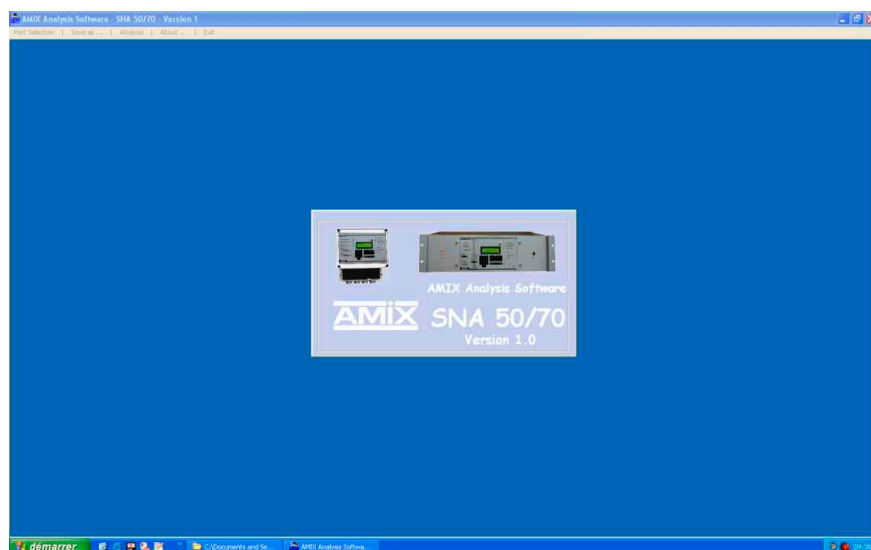 AMIX Analysis Software - SNA 50/70 - Version 1
Port Selection | Save as ... | Analysis | About ... | Exit
AMIX Analysis Software
AMIX SNA 50/70
Version 1.0
démarrer C:\Documents and Se... AMIX Analysis Softwa...